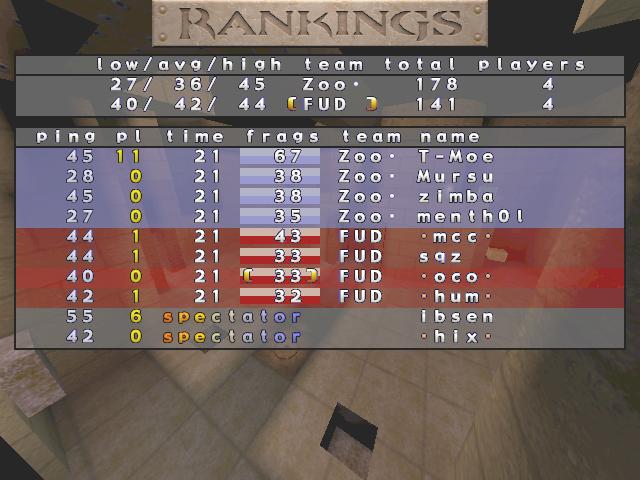 RANKINGS
low/avg/high team total players
27/ 36/ 45 Zoo· 178 4
40/ 42/ 44 [FUD ] 141 4
ping pl time frags team name
45 11 21 67 Zoo· T-Moe
28 0 21 38 Zoo· Mursu
45 0 21 38 Zoo· zimba
27 0 21 35 Zoo· menth0l
44 1 21 43 FUD ·mcc·
44 1 21 33 FUD sgz
40 0 21 [ 33] FUD ·oco·
42 1 21 32 FUD ·hum·
55 6 spectator ibsen
42 0 spectator ·hix·